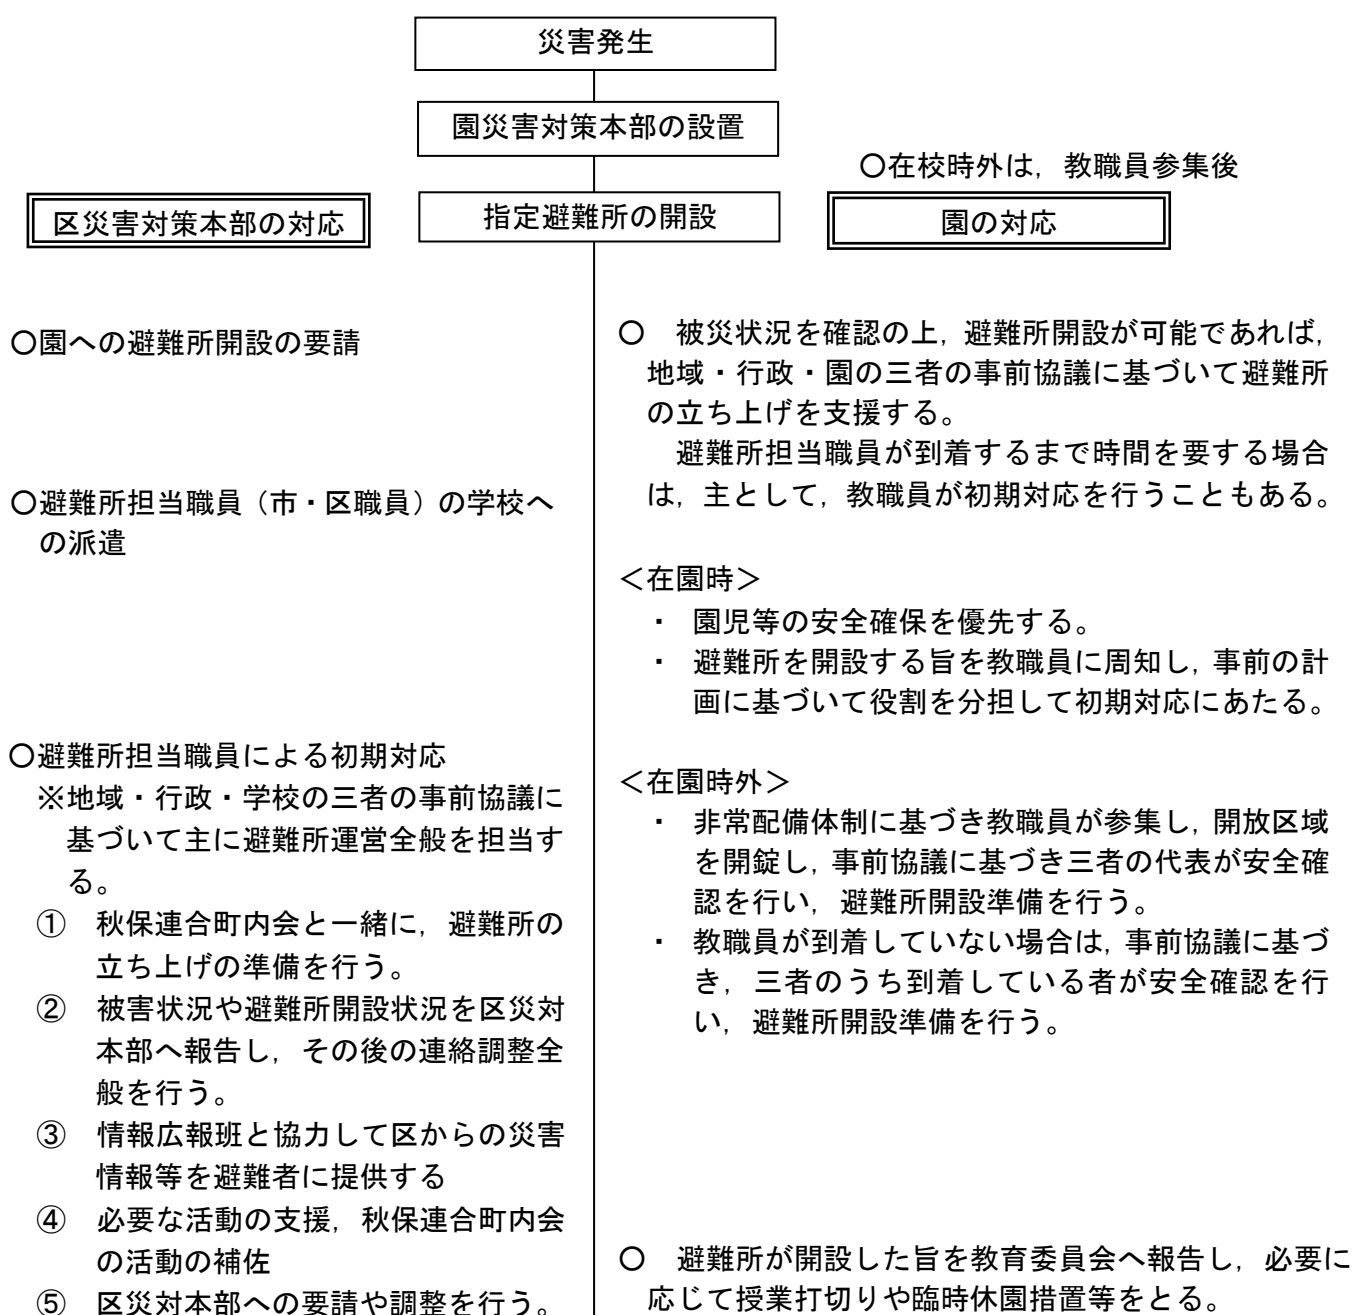 災害発生
園災害対策本部の設置
〇在校時外は，教職員参集後
区災害対策本部の対応
指定避難所の開設
園の対応
〇園への避難所開設の要請
〇避難所担当職員（市・区職員）の学校へ
の派遣
〇避難所担当職員による初期対応
※地域・行政・学校の三者の事前協議に
基づいて主に避難所運営全般を担当す
る。
①　秋保連合町内会と一緒に，避難所の
立ち上げの準備を行う。
②　被害状況や避難所開設状況を区災対
本部へ報告し，その後の連絡調整全
般を行う。
③　情報広報班と協力して区からの災害
情報等を避難者に提供する
④　必要な活動の支援，秋保連合町内会
の活動の補佐
⑤　区災対本部への要請や調整を行う。
〇　被災状況を確認の上，避難所開設が可能であれば，
地域・行政・園の三者の事前協議に基づいて避難所
の立ち上げを支援する。
避難所担当職員が到着するまで時間を要する場合
は，主として，教職員が初期対応を行うこともある。
＜在園時＞
・　園児等の安全確保を優先する。
・　避難所を開設する旨を教職員に周知し，事前の計
画に基づいて役割を分担して初期対応にあたる。
＜在園時外＞
・　非常配備体制に基づき教職員が参集し，開放区域
を開錠し，事前協議に基づき三者の代表が安全確
認を行い，避難所開設準備を行う。
・　教職員が到着していない場合は，事前協議に基づ
き，三者のうち到着している者が安全確認を行
い，避難所開設準備を行う。
〇　避難所が開設した旨を教育委員会へ報告し，必要に
応じて授業打切りや臨時休園措置等をとる。